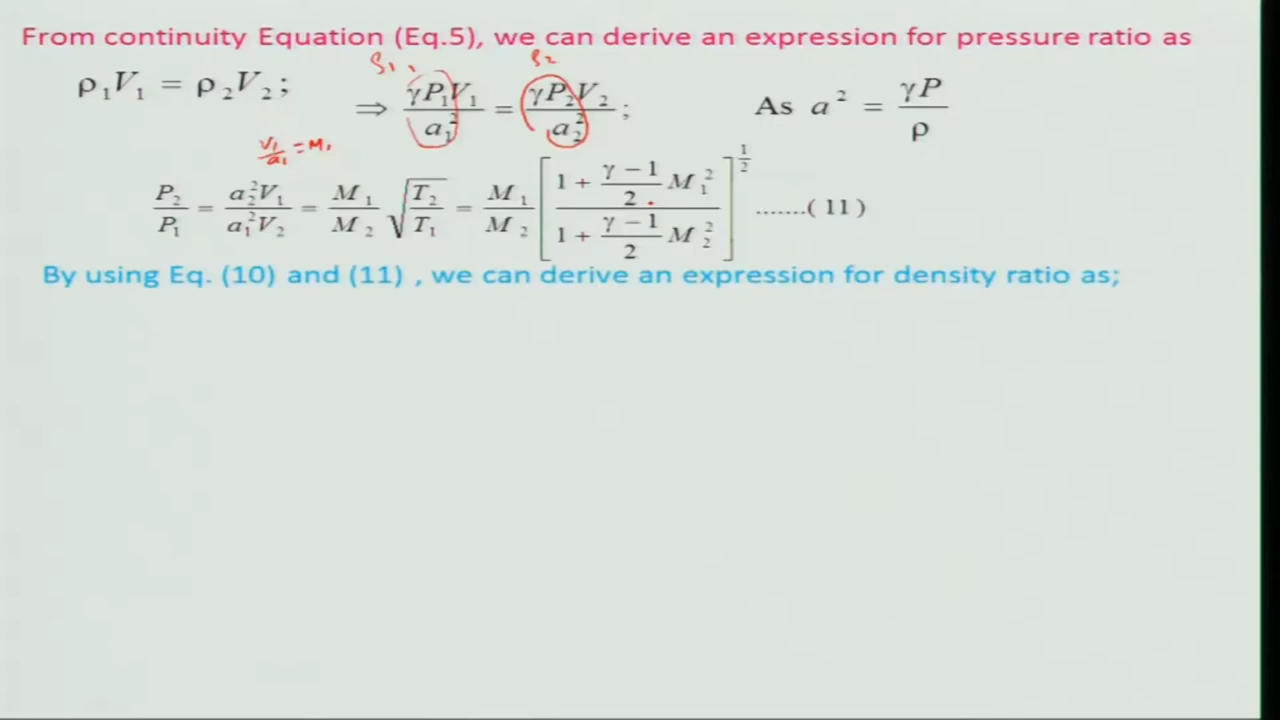 From continuity Equation (Eq.5), we can derive an expression for pressure ratio as
ρ₁V₁ = ρ₂V₂; ⇒ γP₁V₁/a₁² = γP₂V₂/a₂²; As a² = γP/ρ
ρ₁ ρ₂
V₁/a₁ = M₁
P₂/P₁ = a₂²V₁/a₁²V₂ = M₁/M₂ √(T₂/T₁) = M₁/M₂ [(1 + (γ−1)/2 M₁²)/(1 + (γ−1)/2 M₂²)]^(1/2) .......(11)
By using Eq. (10) and (11) , we can derive an expression for density ratio as;